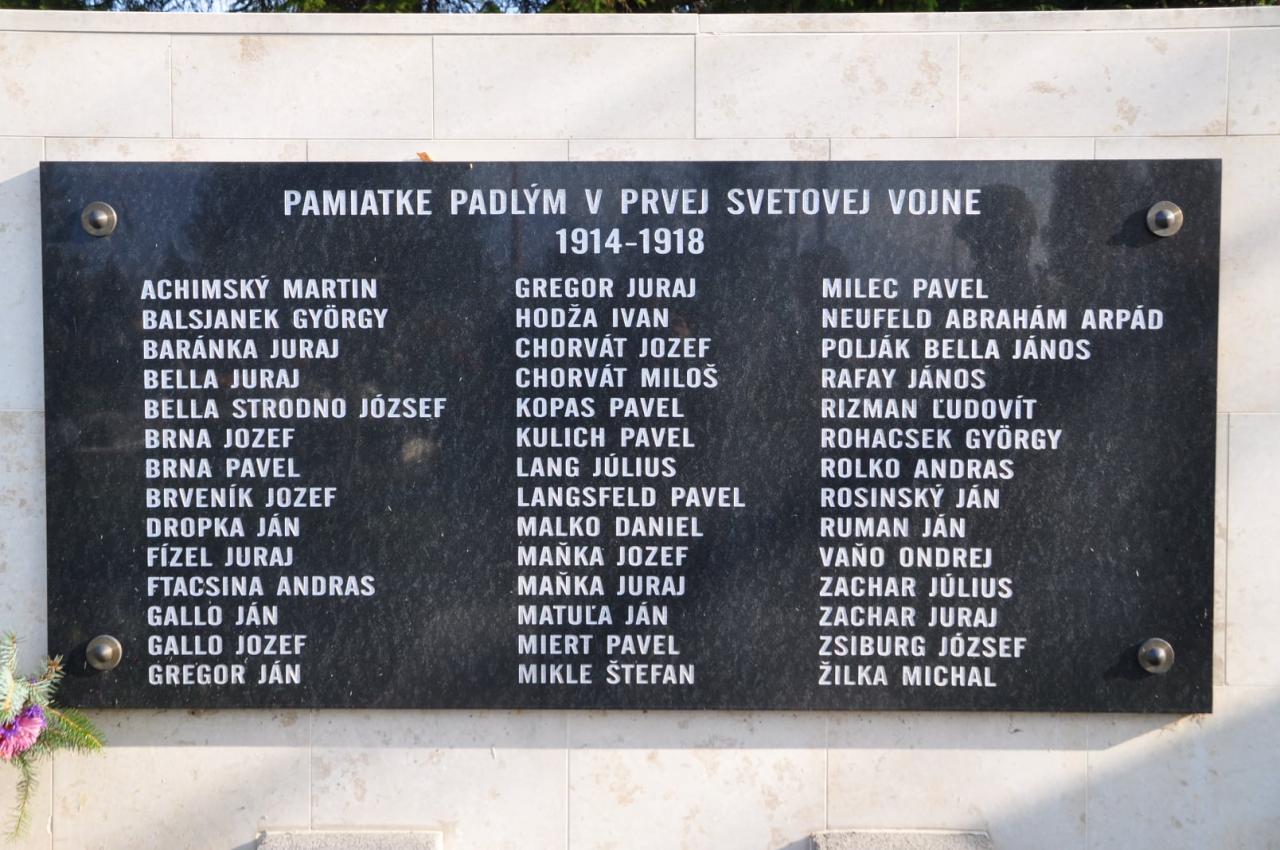 PAMIATKE PADLÝM V PRVEJ SVETOVEJ VOJNE
1914-1918
ACHIMSKÝ MARTIN
BALSJANEK GYÖRGY
BARÁNKA JURAJ
BELLA JURAJ
BELLA STRODNO JÓZSEF
BRNA JOZEF
BRNA PAVEL
BRVENÍK JOZEF
DROPKA JÁN
FÍZEL JURAJ
FTACSINA ANDRAS
GALLO JÁN
GALLO JOZEF
GREGOR JÁN
GREGOR JURAJ
HODŽA IVAN
CHORVÁT JOZEF
CHORVÁT MILOŠ
KOPAS PAVEL
KULICH PAVEL
LANG JÚLIUS
LANGSFELD PAVEL
MALKO DANIEL
MAŇKA JOZEF
MAŇKA JURAJ
MATUĽA JÁN
MIERT PAVEL
MIKLE ŠTEFAN
MILEC PAVEL
NEUFELD ABRAHÁM ARPÁD
POLJÁK BELLA JÁNOS
RAFAY JÁNOS
RIZMAN ĽUDOVÍT
ROHACSEK GYÖRGY
ROLKO ANDRAS
ROSINSKÝ JÁN
RUMAN JÁN
VAŇO ONDREJ
ZACHAR JÚLIUS
ZACHAR JURAJ
ZSIBURG JÓZSEF
ŽILKA MICHAL